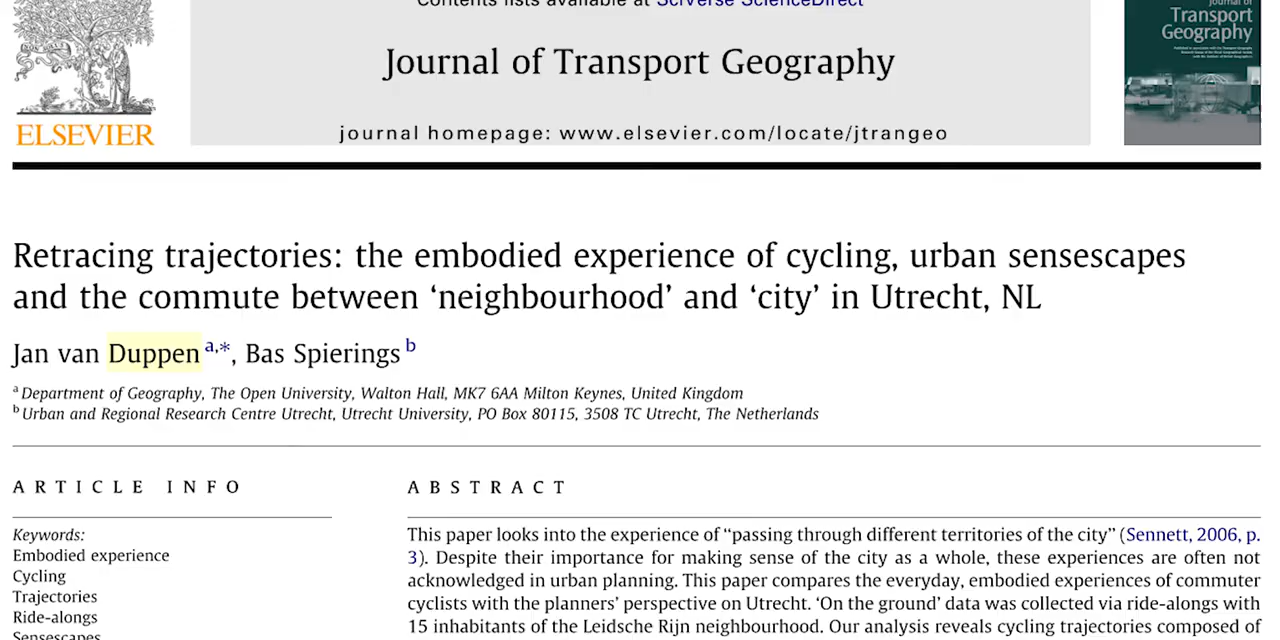 Contents lists available at SciVerse ScienceDirect
Journal of Transport Geography
journal homepage: www.elsevier.com/locate/jtrangeo
ELSEVIER
Journal of
Transport
Geography
Retracing trajectories: the embodied experience of cycling, urban sensescapes
and the commute between ‘neighbourhood’ and ‘city’ in Utrecht, NL
Jan van Duppen a,*, Bas Spierings b
a Department of Geography, The Open University, Walton Hall, MK7 6AA Milton Keynes, United Kingdom
b Urban and Regional Research Centre Utrecht, Utrecht University, PO Box 80115, 3508 TC Utrecht, The Netherlands
ARTICLE INFO
Keywords:
Embodied experience
Cycling
Trajectories
Ride-alongs
Sensescapes
ABSTRACT
This paper looks into the experience of “passing through different territories of the city” (Sennett, 2006, p.
3). Despite their importance for making sense of the city as a whole, these experiences are often not
acknowledged in urban planning. This paper compares the everyday, embodied experiences of commuter
cyclists with the planners’ perspective on Utrecht. ‘On the ground’ data was collected via ride-alongs with
15 inhabitants of the Leidsche Rijn neighbourhood. Our analysis reveals cycling trajectories composed of